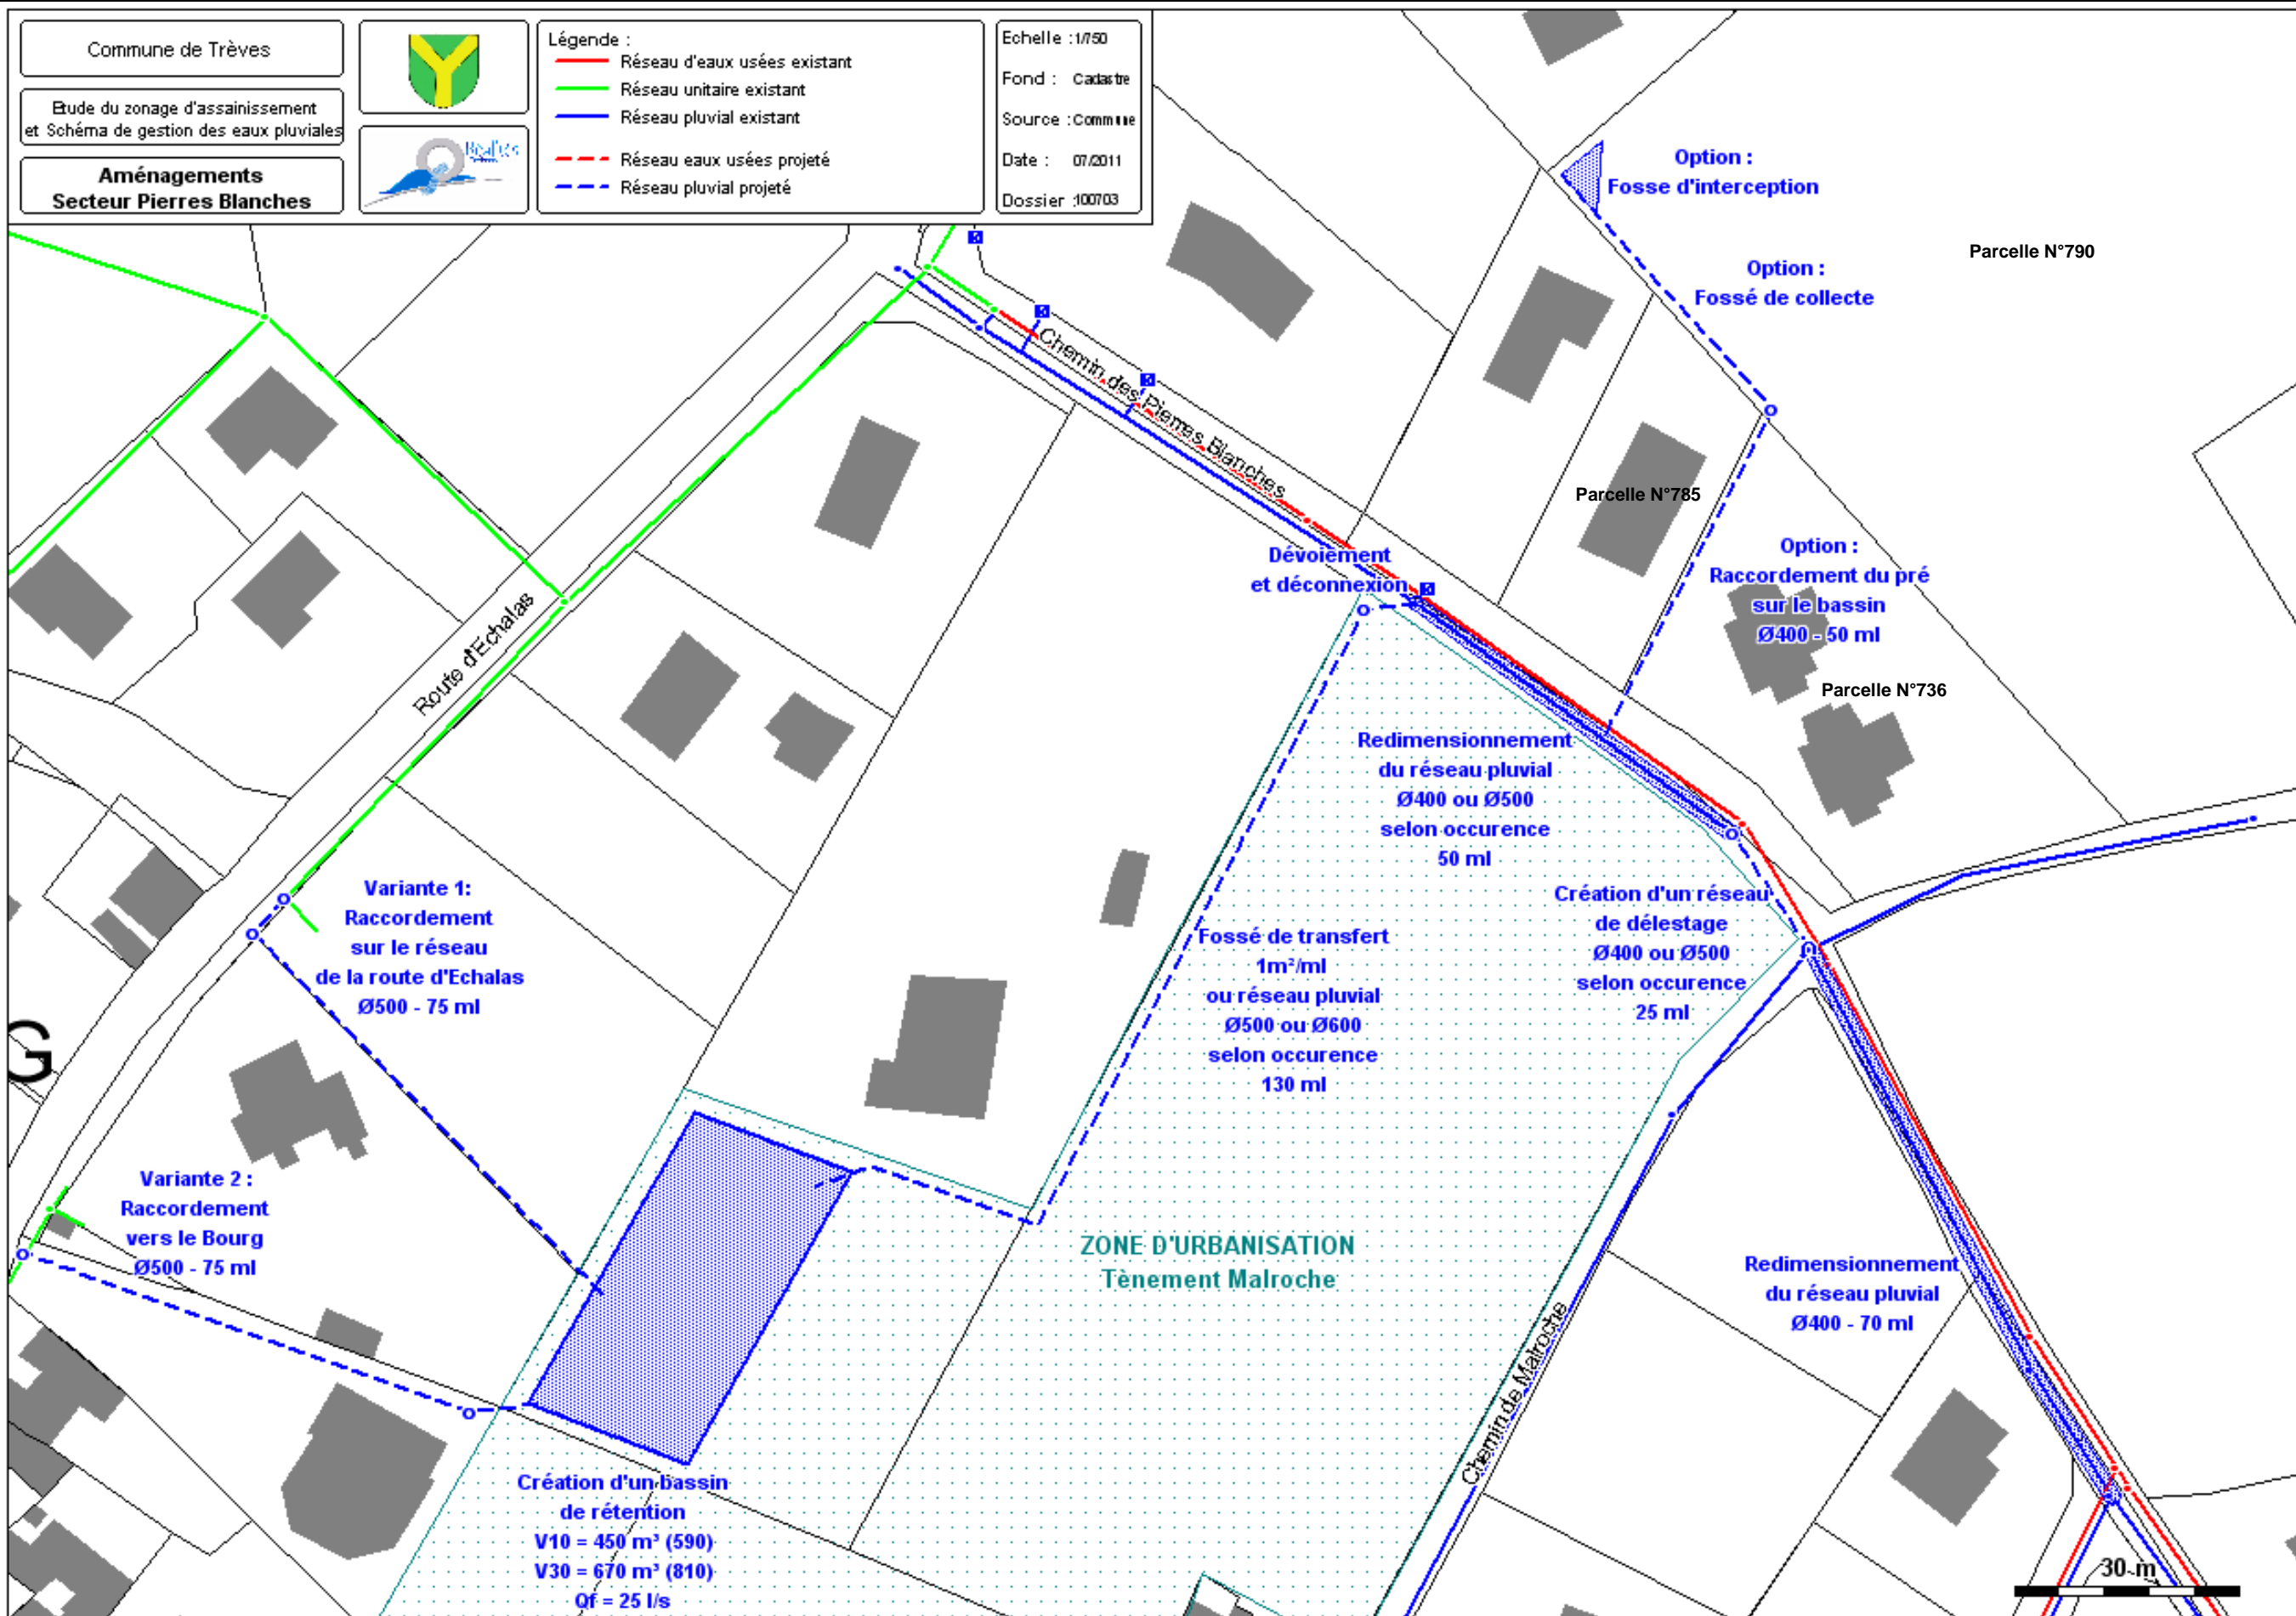 Commune de Trèves
Etude du zonage d'assainissement
et Schéma de gestion des eaux pluviales
Aménagements
Secteur Pierres Blanches
Légende :
Réseau d'eaux usées existant
Réseau unitaire existant
Réseau pluvial existant
Réseau eaux usées projeté
Réseau pluvial projeté
Echelle :1/750
Fond : Cadastre
Source :Commune
Date : 07/2011
Dossier :100703
Option :
Fosse d'interception
Parcelle N°790
Option :
Fossé de collecte
Chemin des Pierres Blanches
Parcelle N°785
Dévoiement
et déconnexion
Option :
Raccordement du pré
sur le bassin
Ø400 - 50 ml
Parcelle N°736
Route d'Echalas
Redimensionnement
du réseau pluvial
Ø400 ou Ø500
selon occurence
50 ml
Variante 1:
Raccordement
sur le réseau
de la route d'Echalas
Ø500 - 75 ml
Fossé de transfert
1m²/ml
ou réseau pluvial
Ø500 ou Ø600
selon occurence
130 ml
Création d'un réseau
de délestage
Ø400 ou Ø500
selon occurence
25 ml
G
Variante 2 :
Raccordement
vers le Bourg
Ø500 - 75 ml
ZONE D'URBANISATION
Tènement Malroche
Redimensionnement
du réseau pluvial
Ø400 - 70 ml
Chemin de Malroche
Création d'un bassin
de rétention
V10 = 450 m³ (590)
V30 = 670 m³ (810)
Qf = 25 l/s
30 m